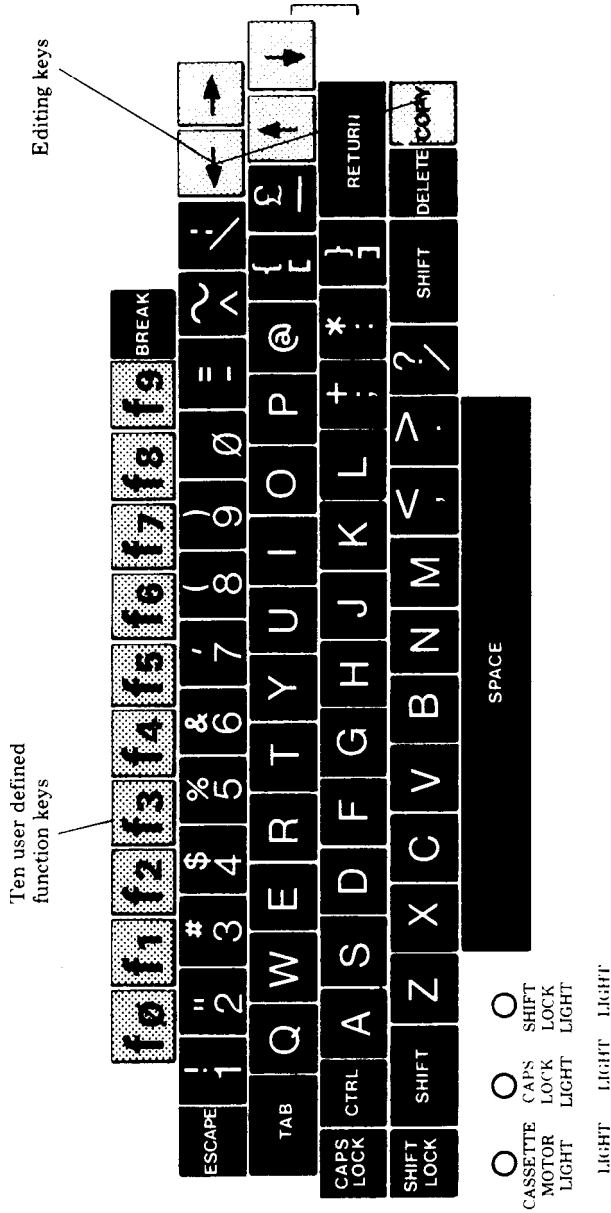 Ten user defined
function keys
Editing keys
f0 f1 f2 f3 f4 f5 f6 f7 f8 f9 BREAK
ESCAPE ! 1 " 2 # 3 $ 4 % 5 & 6 ' 7 ( 8 ) 9 0 = - ~ ^ ¦ \ ← →
TAB Q W E R T Y U I O P @ { [ £ _ ↑ ↓
CAPS LOCK CTRL A S D F G H J K L + ; * : } ] RETURN
SHIFT LOCK SHIFT Z X C V B N M < , > . ? / SHIFT DELETE COPY
SPACE
CASSETTE MOTOR LIGHT
CAPS LOCK LIGHT
SHIFT LOCK LIGHT
LIGHT LIGHT LIGHT